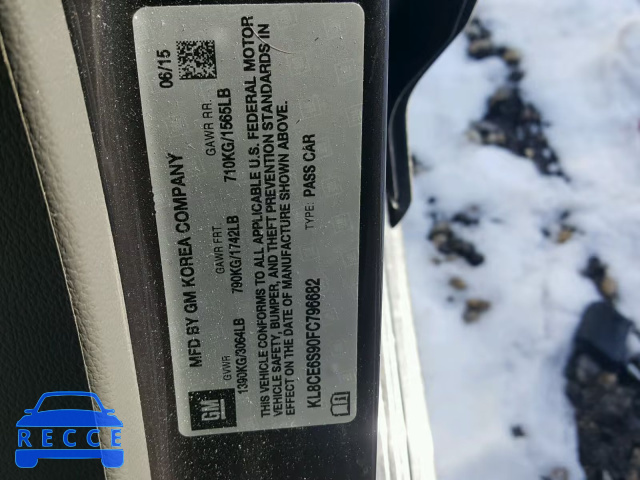 MFD BY GM KOREA COMPANY 06/15
GVWR GAWR FRT. GAWR RR.
1390KG/3064LB 790KG/1742LB 710KG/1565LB
THIS VEHICLE CONFORMS TO ALL APPLICABLE U.S. FEDERAL MOTOR
VEHICLE SAFETY, BUMPER, AND THEFT PREVENTION STANDARDS IN
EFFECT ON THE DATE OF MANUFACTURE SHOWN ABOVE.
KL8CE6S90FC796682 TYPE: PASS CAR
GM
RECCE